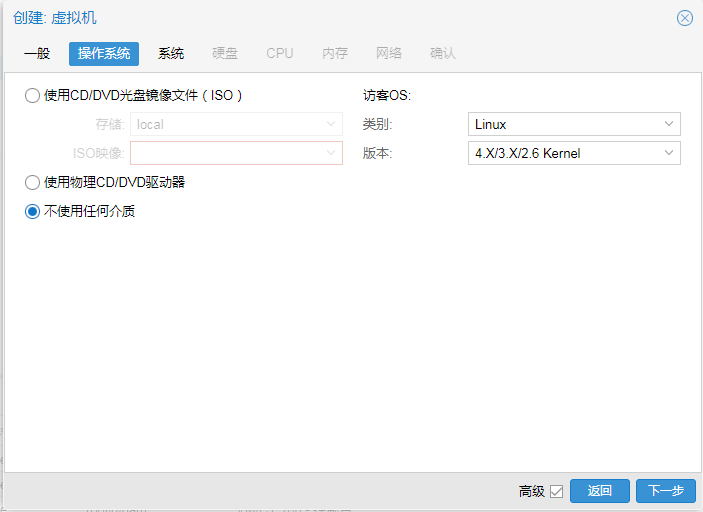 创建: 虚拟机
一般 操作系统 系统 硬盘 CPU 内存 网络 确认
使用CD/DVD光盘镜像文件（ISO） 访客OS:
存储: local 类别: Linux
ISO映像: 版本: 4.X/3.X/2.6 Kernel
使用物理CD/DVD驱动器
不使用任何介质
高级 返回 下一步